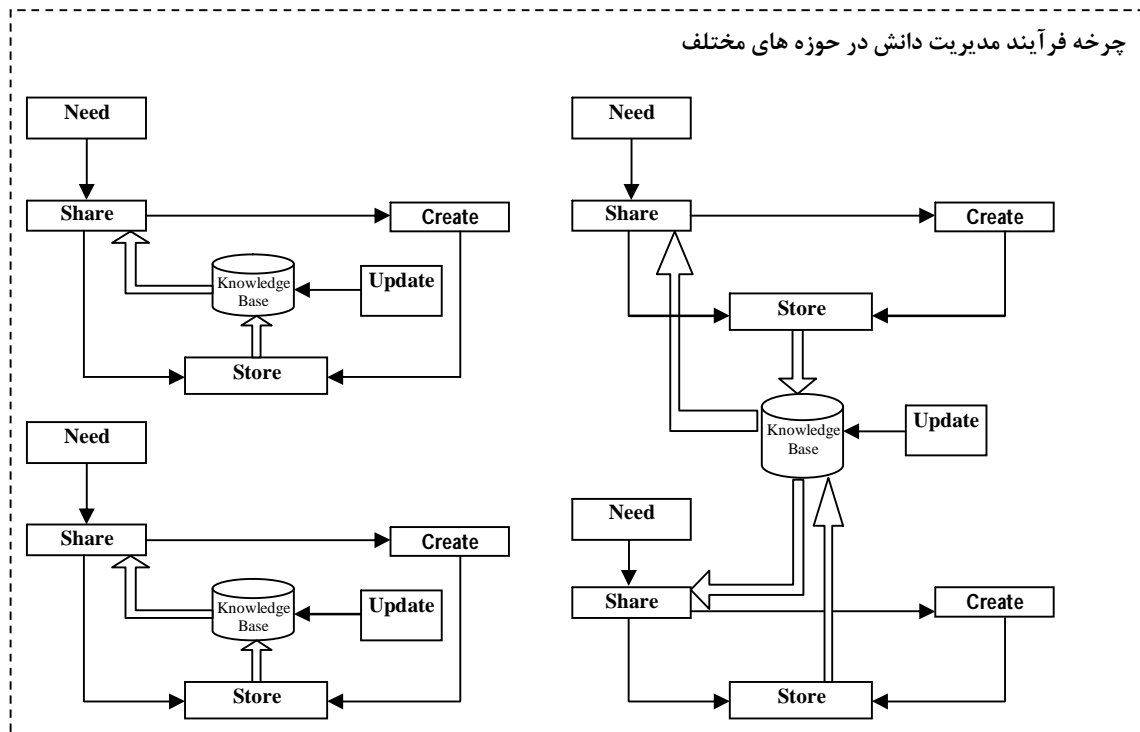 چرخه فرآیند مدیریت دانش در حوزه های مختلف
Need
Share
Create
Knowledge
Base
Update
Store
Need
Share
Create
Knowledge
Base
Update
Store
Need
Share
Create
Store
Knowledge
Base
Update
Need
Share
Create
Store